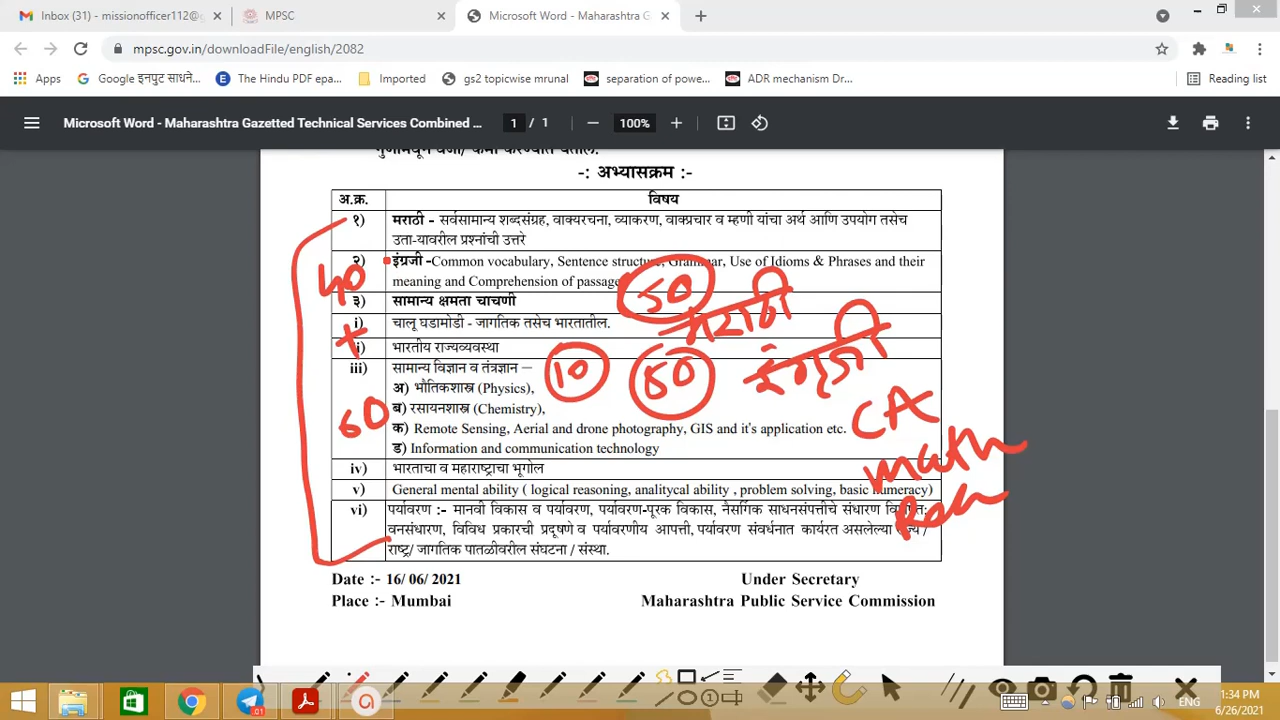 Inbox (31) - missionofficer112@g
MPSC
Microsoft Word - Maharashtra Ga
mpsc.gov.in/downloadFile/english/2082
Apps
Google इनपुट साधने...
The Hindu PDF epa...
Imported
gs2 topicwise mrunal
separation of powe...
ADR mechanism Dr...
Reading list
Microsoft Word - Maharashtra Gazetted Technical Services Combined ...
1 / 1
100%
-: अभ्यासक्रम :-
अ.क्र. विषय
१) मराठी - सर्वसामान्य शब्दसंग्रह, वाक्यरचना, व्याकरण, वाक्प्रचार व म्हणी यांचा अर्थ आणि उपयोग तसेच
उता-यावरील प्रश्नांची उत्तरे
२) इंग्रजी -Common vocabulary, Sentence structure, Grammar, Use of Idioms & Phrases and their
meaning and Comprehension of passage
३) सामान्य क्षमता चाचणी
i) चालू घडामोडी - जागतिक तसेच भारतातील.
ii) भारतीय राज्यव्यवस्था
iii) सामान्य विज्ञान व तंत्रज्ञान –
अ) भौतिकशास्त्र (Physics),
ब) रसायनशास्त्र (Chemistry),
क) Remote Sensing, Aerial and drone photography, GIS and it's application etc.
ड) Information and communication technology
iv) भारताचा व महाराष्ट्राचा भूगोल
v) General mental ability ( logical reasoning, analitycal ability , problem solving, basic numeracy)
vi) पर्यावरण :- मानवी विकास व पर्यावरण, पर्यावरण-पूरक विकास, नैसर्गिक साधनसंपत्तीचे संधारण विशेषत:
वनसंधारण, विविध प्रकारची प्रदूषणे व पर्यावरणीय आपत्ती, पर्यावरण संवर्धनात कार्यरत असलेल्या राज्य /
राष्ट्र/ जागतिक पातळीवरील संघटना / संस्था.
40
+
60
50 मराठी
10
50 इंग्रजी
CA
math
Date :- 16/ 06/ 2021 Under Secretary
Place :- Mumbai Maharashtra Public Service Commission
ENG
1:34 PM
6/26/2021